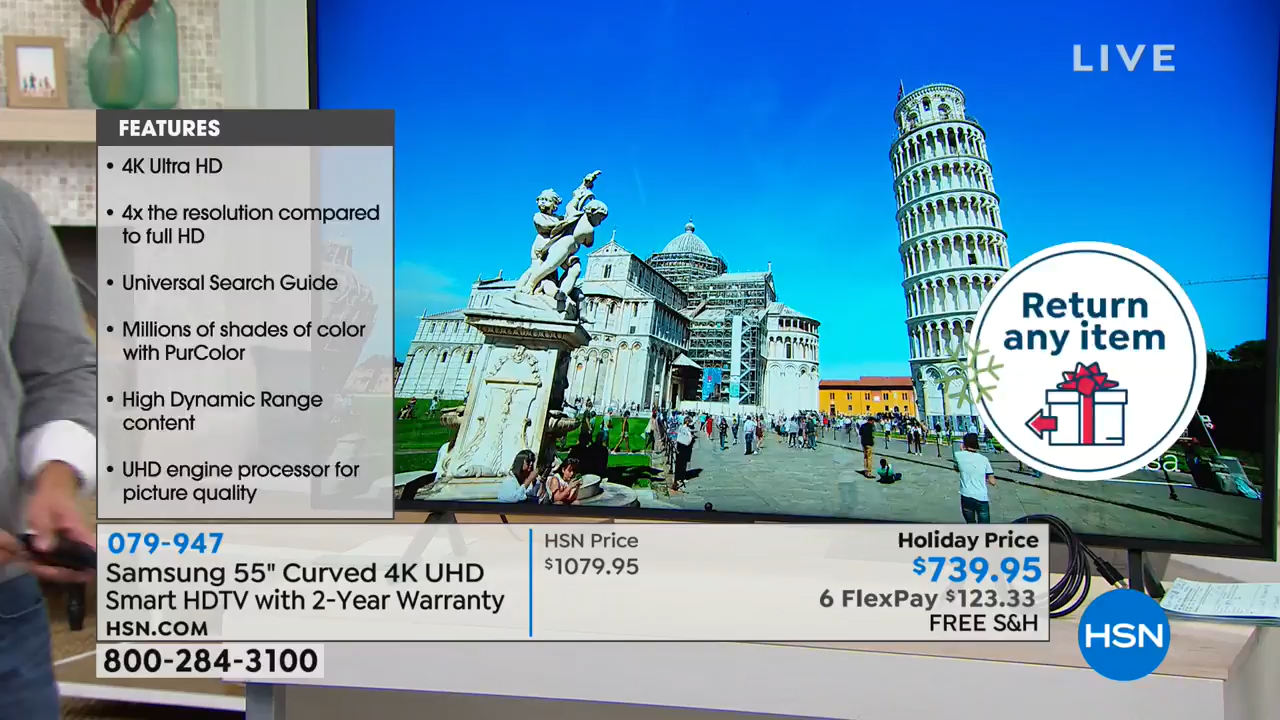 LIVE
FEATURES
• 4K Ultra HD
• 4x the resolution compared
to full HD
• Universal Search Guide
• Millions of shades of color
with PurColor
• High Dynamic Range
content
• UHD engine processor for
picture quality
Return
any item
079-947
Samsung 55" Curved 4K UHD
Smart HDTV with 2-Year Warranty
HSN.COM
800-284-3100
HSN Price
$1079.95
Holiday Price
$739.95
6 FlexPay $123.33
FREE S&H
HSN